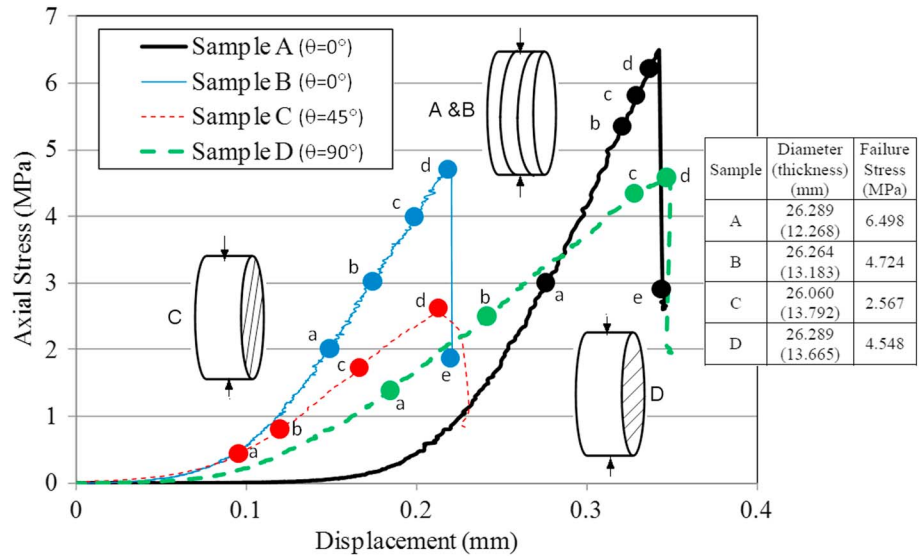 7
6
5
4
3
2
1
0
Axial Stress (MPa)
Sample A (θ=0°)
Sample B (θ=0°)
Sample C (θ=45°)
Sample D (θ=90°)
A &B
C
D
a
b
c
d
e
a
b
c
d
a
b
c
d
a
b
c
d
e
0
0.1
0.2
0.3
0.4
Displacement (mm)
Sample Diameter (thickness) (mm) Failure Stress (MPa)
A 26.289 (12.268) 6.498
B 26.264 (13.183) 4.724
C 26.060 (13.792) 2.567
D 26.289 (13.665) 4.548